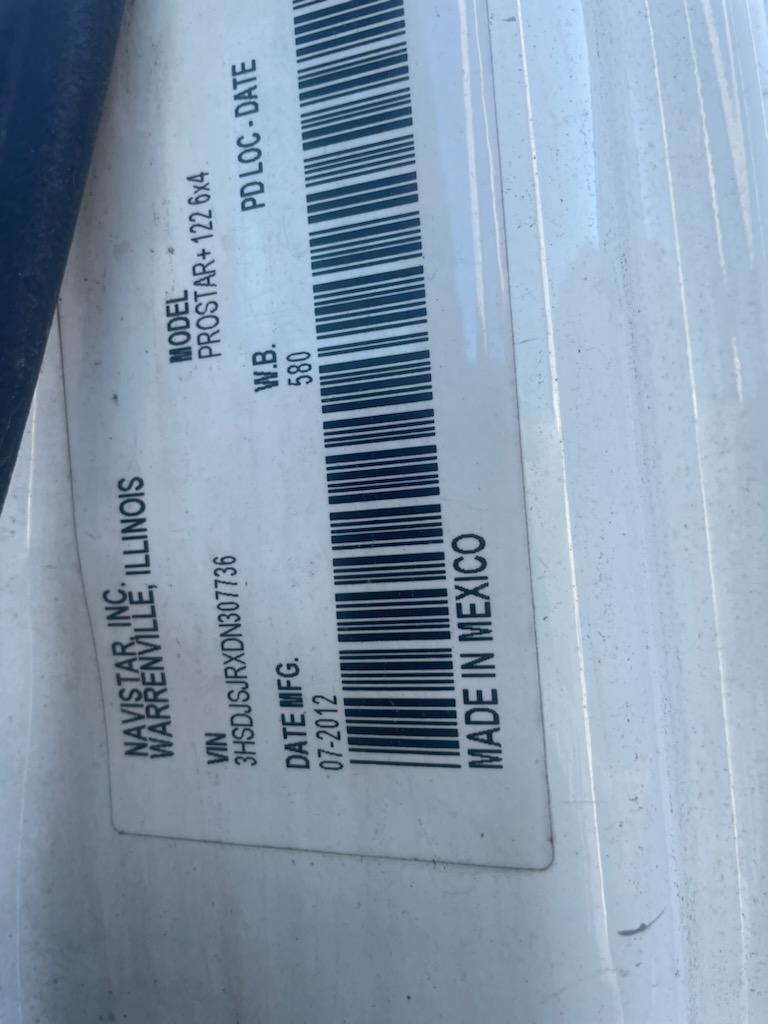 NAVISTAR, INC.
WARRENVILLE, ILLINOIS
VIN
3HSDJSJRXDN307736
MODEL
PROSTAR+ 122 6x4
DATE MFG.
07-2012
W.B.
580
PD LOC - DATE
MADE IN MEXICO